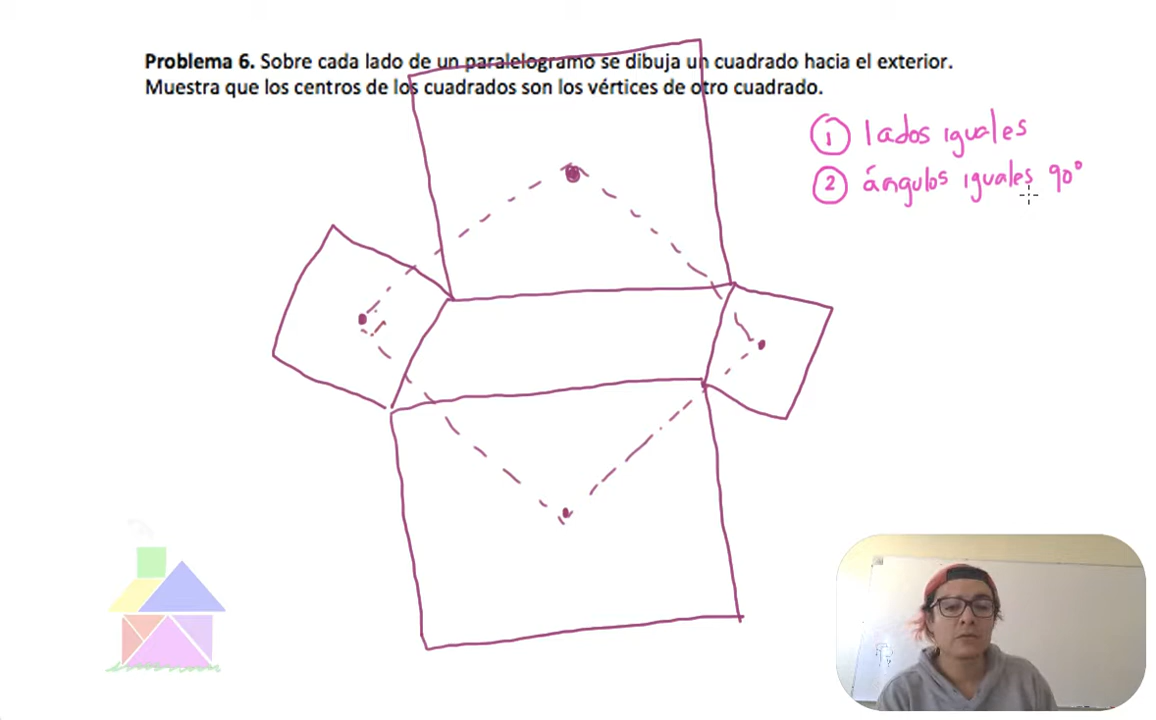 Problema 6. Sobre cada lado de un paralelogramo se dibuja un cuadrado hacia el exterior.
Muestra que los centros de los cuadrados son los vértices de otro cuadrado.
1 lados iguales
2 ángulos iguales 90°